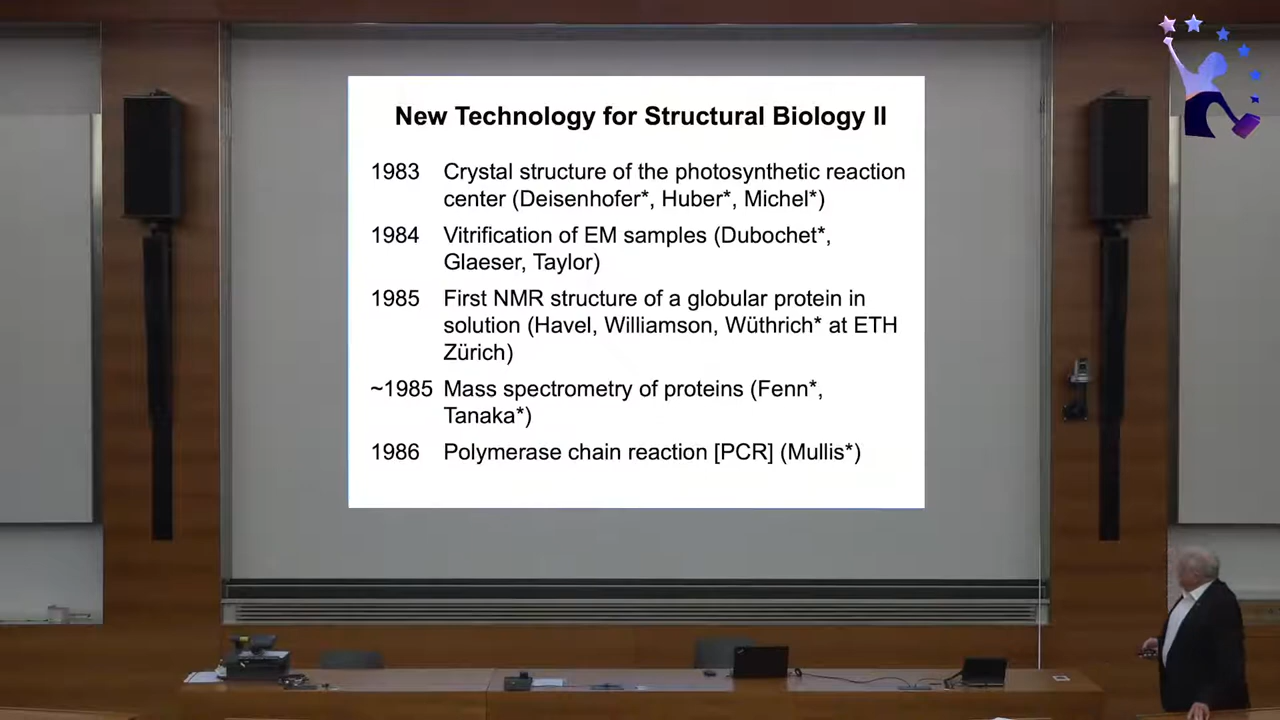 New Technology for Structural Biology II
1983 Crystal structure of the photosynthetic reaction
center (Deisenhofer*, Huber*, Michel*)
1984 Vitrification of EM samples (Dubochet*,
Glaeser, Taylor)
1985 First NMR structure of a globular protein in
solution (Havel, Williamson, Wüthrich* at ETH
Zürich)
~1985 Mass spectrometry of proteins (Fenn*,
Tanaka*)
1986 Polymerase chain reaction [PCR] (Mullis*)